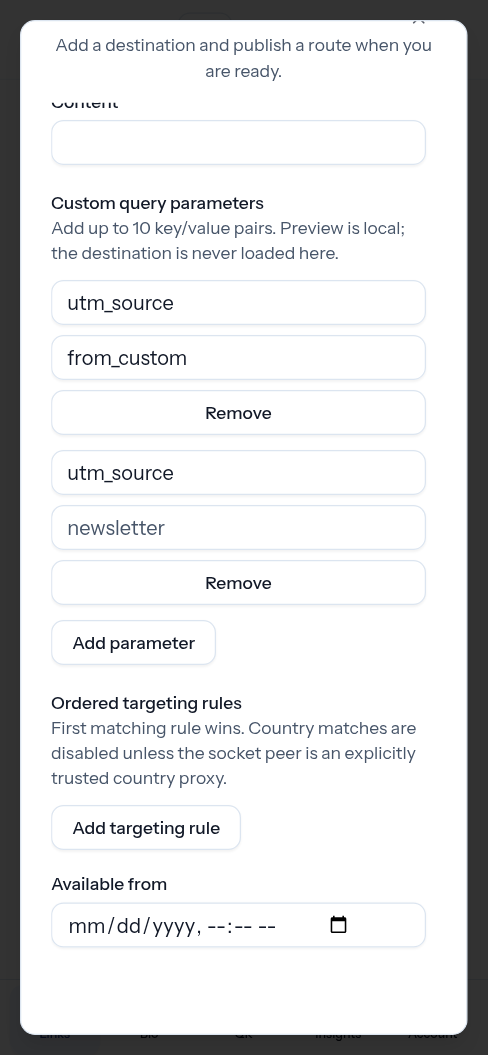 Add a destination and publish a route when you
are ready.
Content
Custom query parameters
Add up to 10 key/value pairs. Preview is local;
the destination is never loaded here.
utm_source
from_custom
Remove
utm_source
newsletter
Remove
Add parameter
Ordered targeting rules
First matching rule wins. Country matches are
disabled unless the socket peer is an explicitly
trusted country proxy.
Add targeting rule
Available from
mm/dd/yyyy, --:-- --
Links Bio QR Insights Account